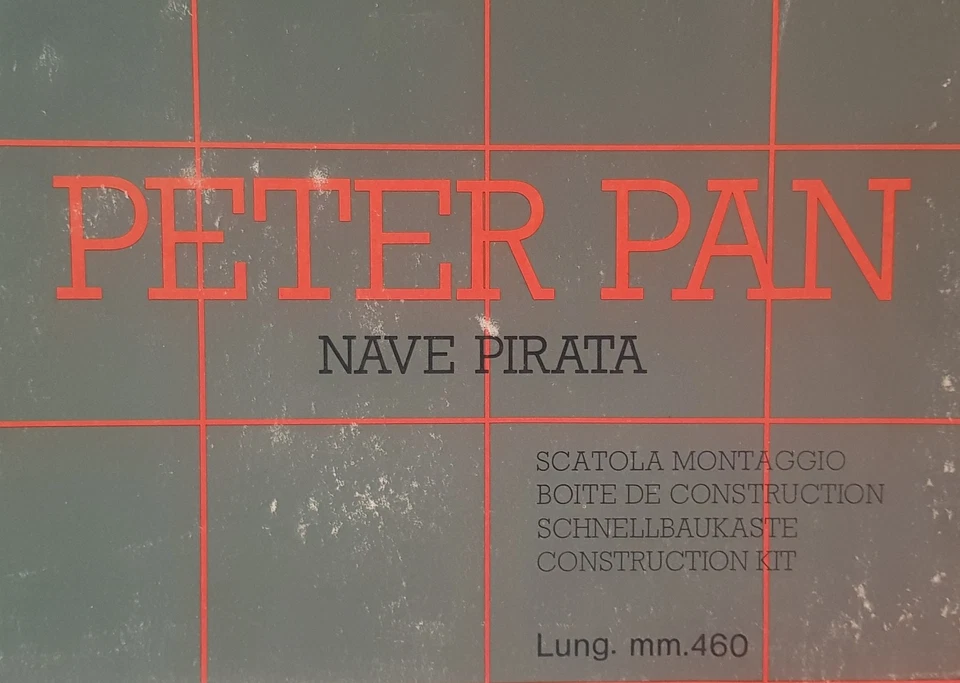 PETER PAN
NAVE PIRATA
SCATOLA MONTAGGIO
BOITE DE CONSTRUCTION
SCHNELLBAUKASTE
CONSTRUCTION KIT
Lung. mm.460